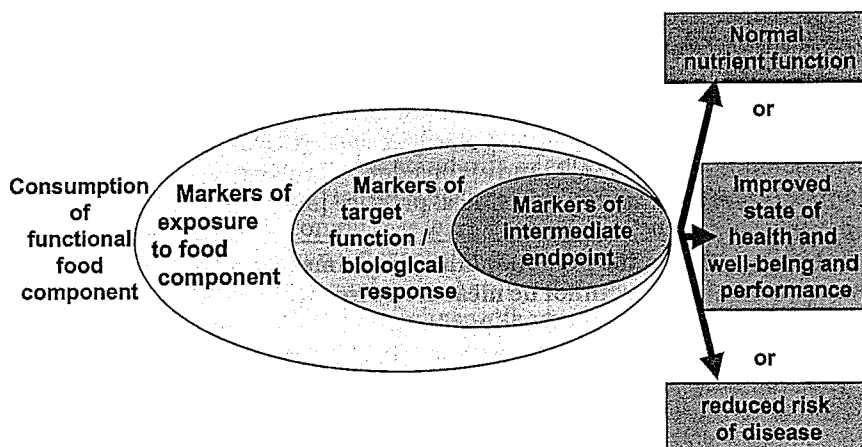 Consumption
of
functional
food
component
Markers of
exposure
to food
component
Markers of
target
function /
biological
response
Markers of
intermediate
endpoint
Normal
nutrient function
or
Improved
state of
health and
well-being and
performance
or
reduced risk
of disease